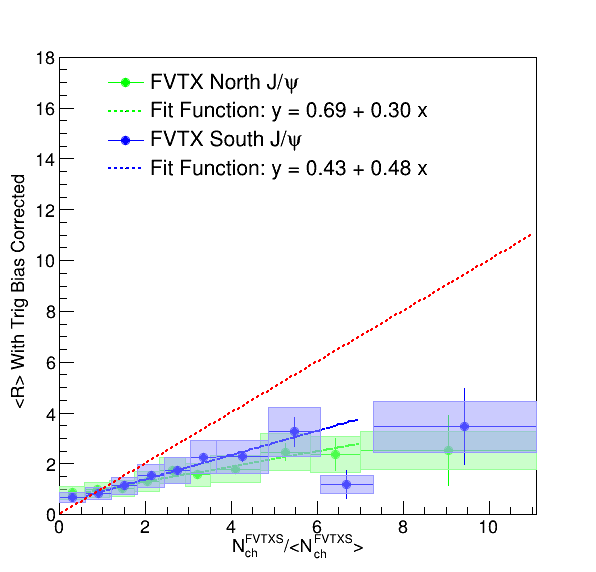 18
16
14
12
10
8
6
4
2
0
<R> With Trig Bias Corrected
FVTX North J/ψ
Fit Function: y = 0.69 + 0.30 x
FVTX South J/ψ
Fit Function: y = 0.43 + 0.48 x
0 2 4 6 8 10
N_ch^FVTXS/<N_ch^FVTXS>